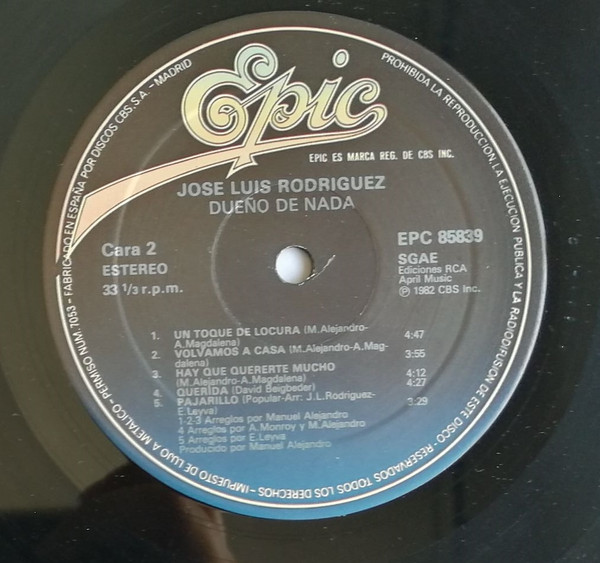 Epic
EPIC ES MARCA REG. DE CBS INC.
JOSE LUIS RODRIGUEZ
DUEÑO DE NADA
Cara 2
ESTEREO
33 1/3 r.p.m.
EPC 85839
SGAE
Ediciones RCA
April Music
℗ 1982 CBS Inc.
1. UN TOQUE DE LOCURA (M.Alejandro-
A.Magdalena) 4:47
2. VOLVAMOS A CASA (M.Alejandro-A.Mag-
dalena) 3:55
3. HAY QUE QUERERTE MUCHO 4:12
(M.Alejandro-A.Magdalena)
4. QUERIDA (David Beigbeder) 4:27
5. PAJARILLO (Popular-Arr: J.L.Rodriguez-
E.Leyva) 3:29
1-2-3 Arreglos por Manuel Alejandro
4 Arreglos por A.Monroy y M.Alejandro
5 Arreglos por E.Leyva
Producido por Manuel Alejandro
PROHIBIDA LA REPRODUCCION, LA EJECUCION PUBLICA Y LA RADIODIFUSION DE ESTE DISCO - RESERVADOS TODOS LOS DERECHOS - IMPUESTO DE LUJO A METALICO - PERMISO NUM. 7053 - FABRICADO EN ESPAÑA POR DISCOS CBS, S.A. - MADRID